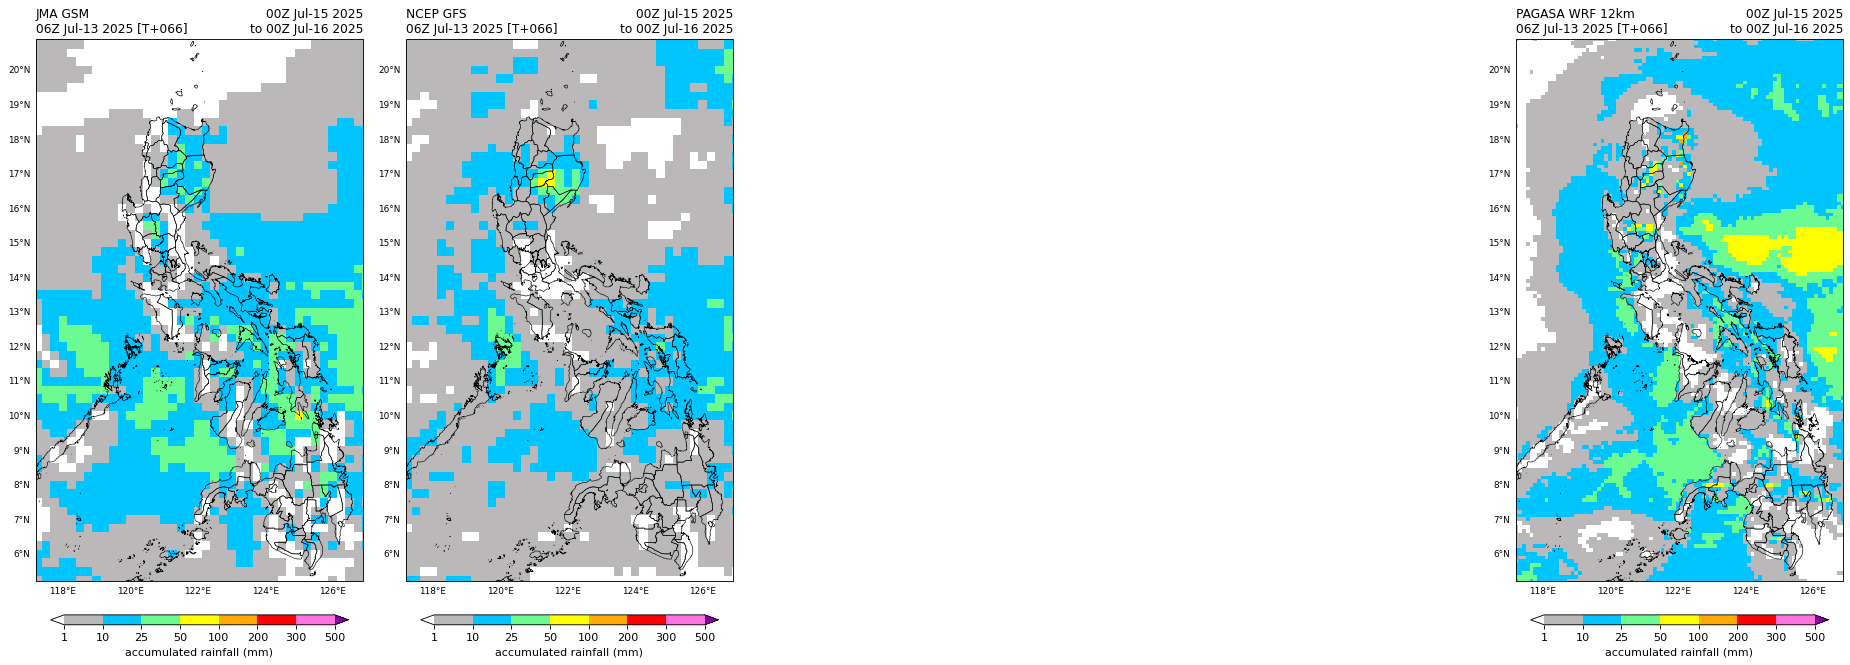 JMA GSM 00Z Jul-15 2025
06Z Jul-13 2025 [T+066] to 00Z Jul-16 2025
20°N
19°N
18°N
17°N
16°N
15°N
14°N
13°N
12°N
11°N
10°N
9°N
8°N
7°N
6°N
118°E 120°E 122°E 124°E 126°E
1 10 25 50 100 200 300 500
accumulated rainfall (mm)
NCEP GFS 00Z Jul-15 2025
06Z Jul-13 2025 [T+066] to 00Z Jul-16 2025
20°N
19°N
18°N
17°N
16°N
15°N
14°N
13°N
12°N
11°N
10°N
9°N
8°N
7°N
6°N
118°E 120°E 122°E 124°E 126°E
1 10 25 50 100 200 300 500
accumulated rainfall (mm)
PAGASA WRF 12km 00Z Jul-15 2025
06Z Jul-13 2025 [T+066] to 00Z Jul-16 2025
20°N
19°N
18°N
17°N
16°N
15°N
14°N
13°N
12°N
11°N
10°N
9°N
8°N
7°N
6°N
118°E 120°E 122°E 124°E 126°E
1 10 25 50 100 200 300 500
accumulated rainfall (mm)